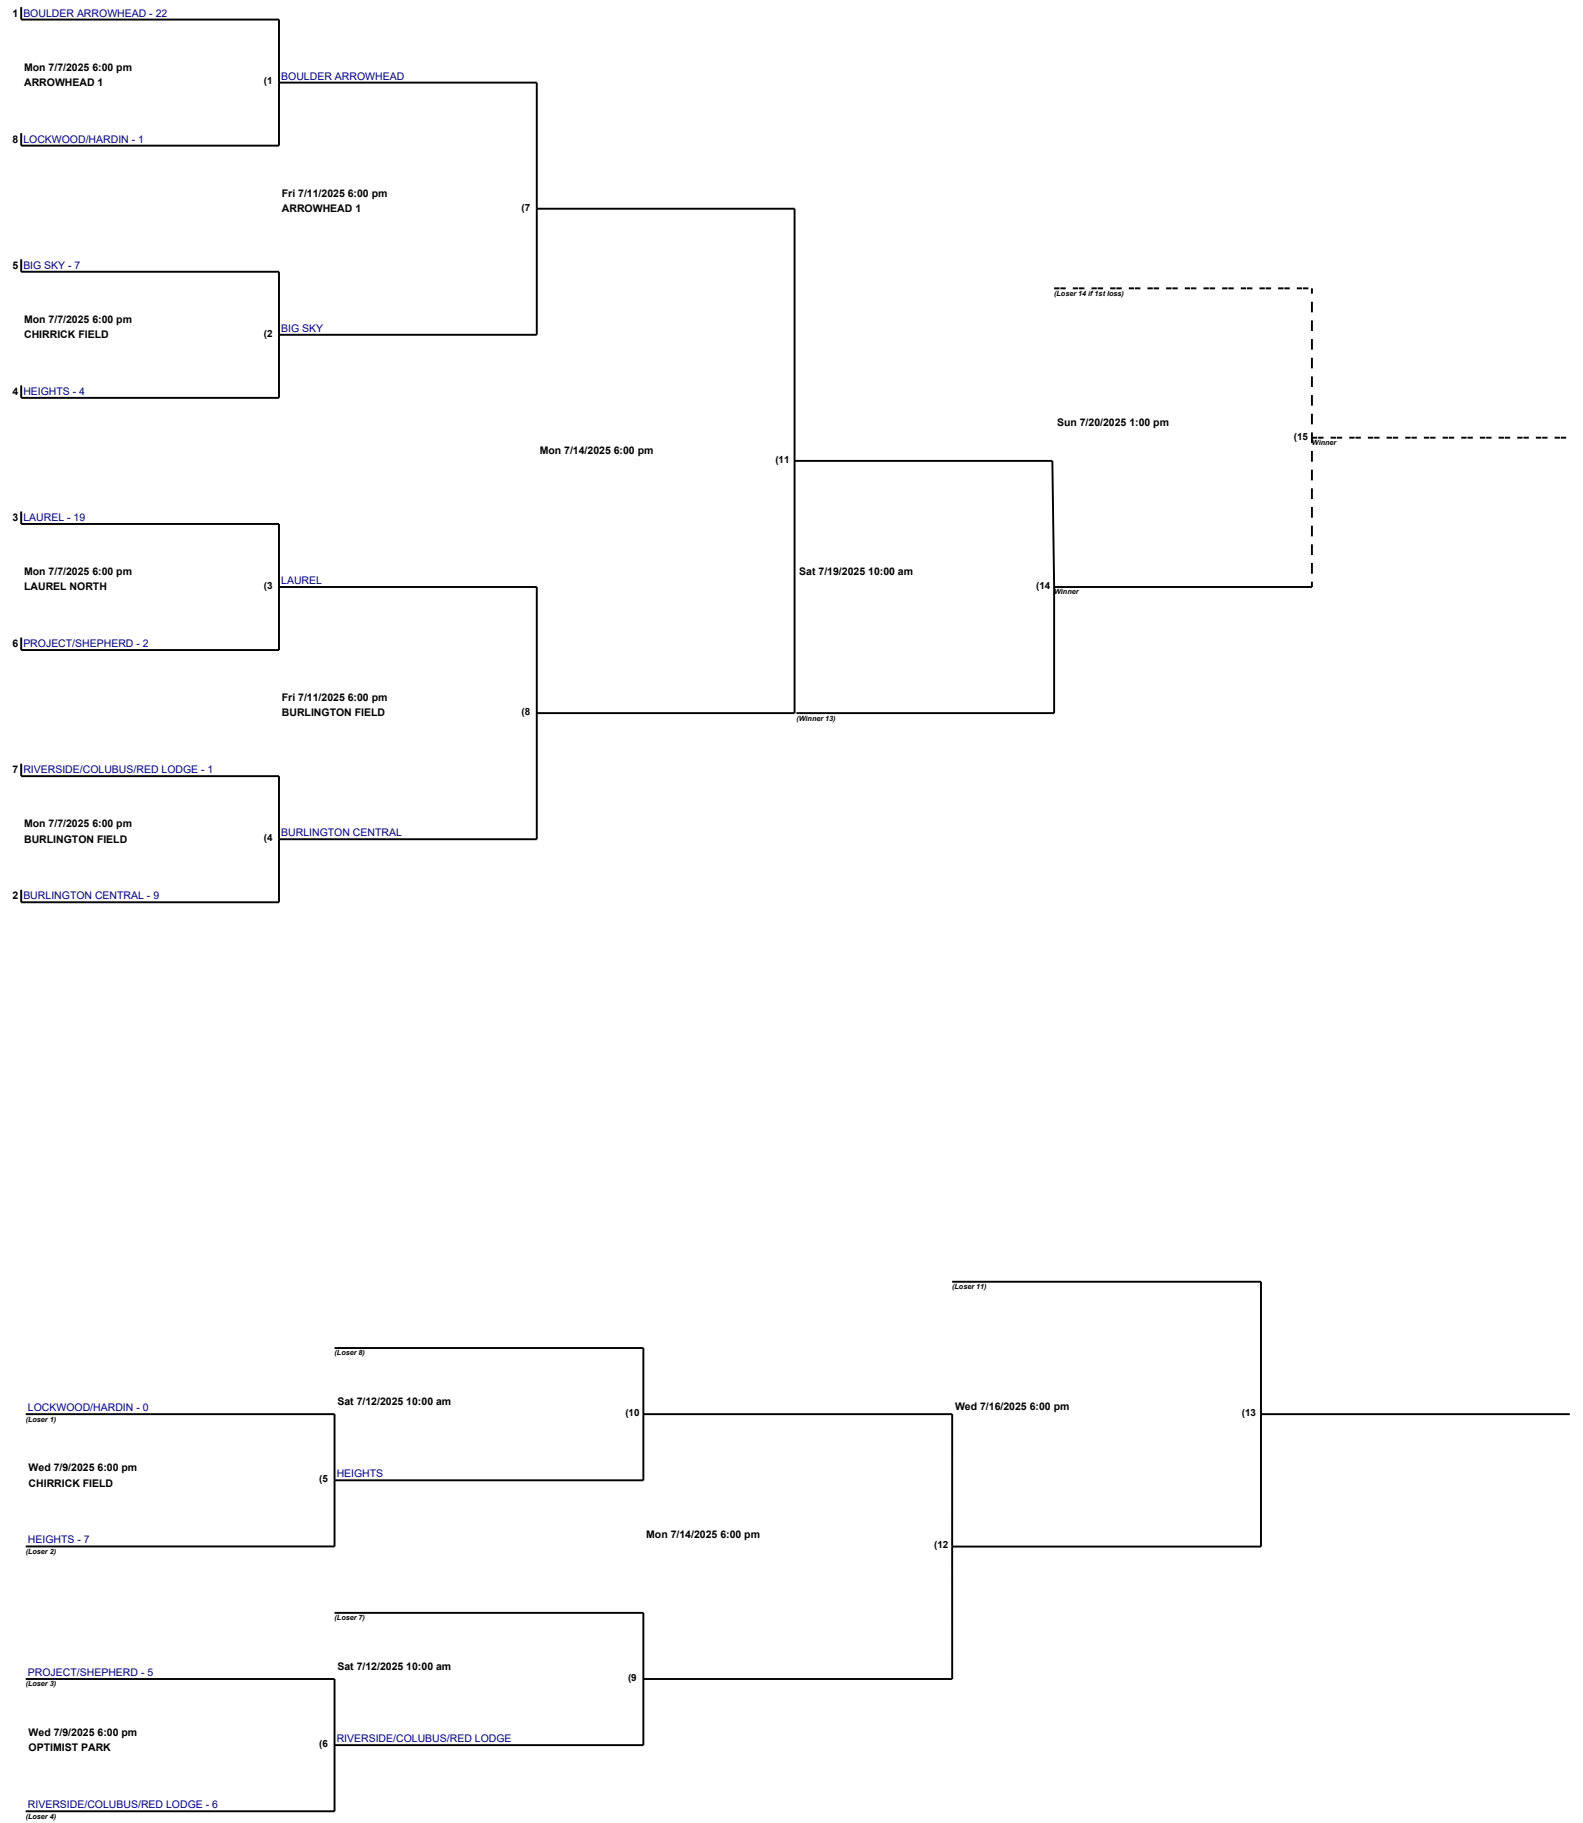 1 BOULDER ARROWHEAD - 22
Mon 7/7/2025 6:00 pm
ARROWHEAD 1
(1
BOULDER ARROWHEAD
8 LOCKWOOD/HARDIN - 1
Fri 7/11/2025 6:00 pm
ARROWHEAD 1
(7
5 BIG SKY - 7
Mon 7/7/2025 6:00 pm
CHIRRICK FIELD
(2
BIG SKY
4 HEIGHTS - 4
(Loser 14 if 1st loss)
Sun 7/20/2025 1:00 pm
(15
Winner
Mon 7/14/2025 6:00 pm
(11
3 LAUREL - 19
Mon 7/7/2025 6:00 pm
LAUREL NORTH
(3
LAUREL
Sat 7/19/2025 10:00 am
(14
Winner
6 PROJECT/SHEPHERD - 2
Fri 7/11/2025 6:00 pm
BURLINGTON FIELD
(8
(Winner 13)
7 RIVERSIDE/COLUBUS/RED LODGE - 1
Mon 7/7/2025 6:00 pm
BURLINGTON FIELD
(4
BURLINGTON CENTRAL
2 BURLINGTON CENTRAL - 9
(Loser 11)
(Loser 8)
Sat 7/12/2025 10:00 am
(10
LOCKWOOD/HARDIN - 0
(Loser 1)
Wed 7/16/2025 6:00 pm
(13
Wed 7/9/2025 6:00 pm
CHIRRICK FIELD
(5
HEIGHTS
HEIGHTS - 7
(Loser 2)
Mon 7/14/2025 6:00 pm
(12
(Loser 7)
Sat 7/12/2025 10:00 am
(9
PROJECT/SHEPHERD - 5
(Loser 3)
Wed 7/9/2025 6:00 pm
OPTIMIST PARK
(6
RIVERSIDE/COLUBUS/RED LODGE
RIVERSIDE/COLUBUS/RED LODGE - 6
(Loser 4)